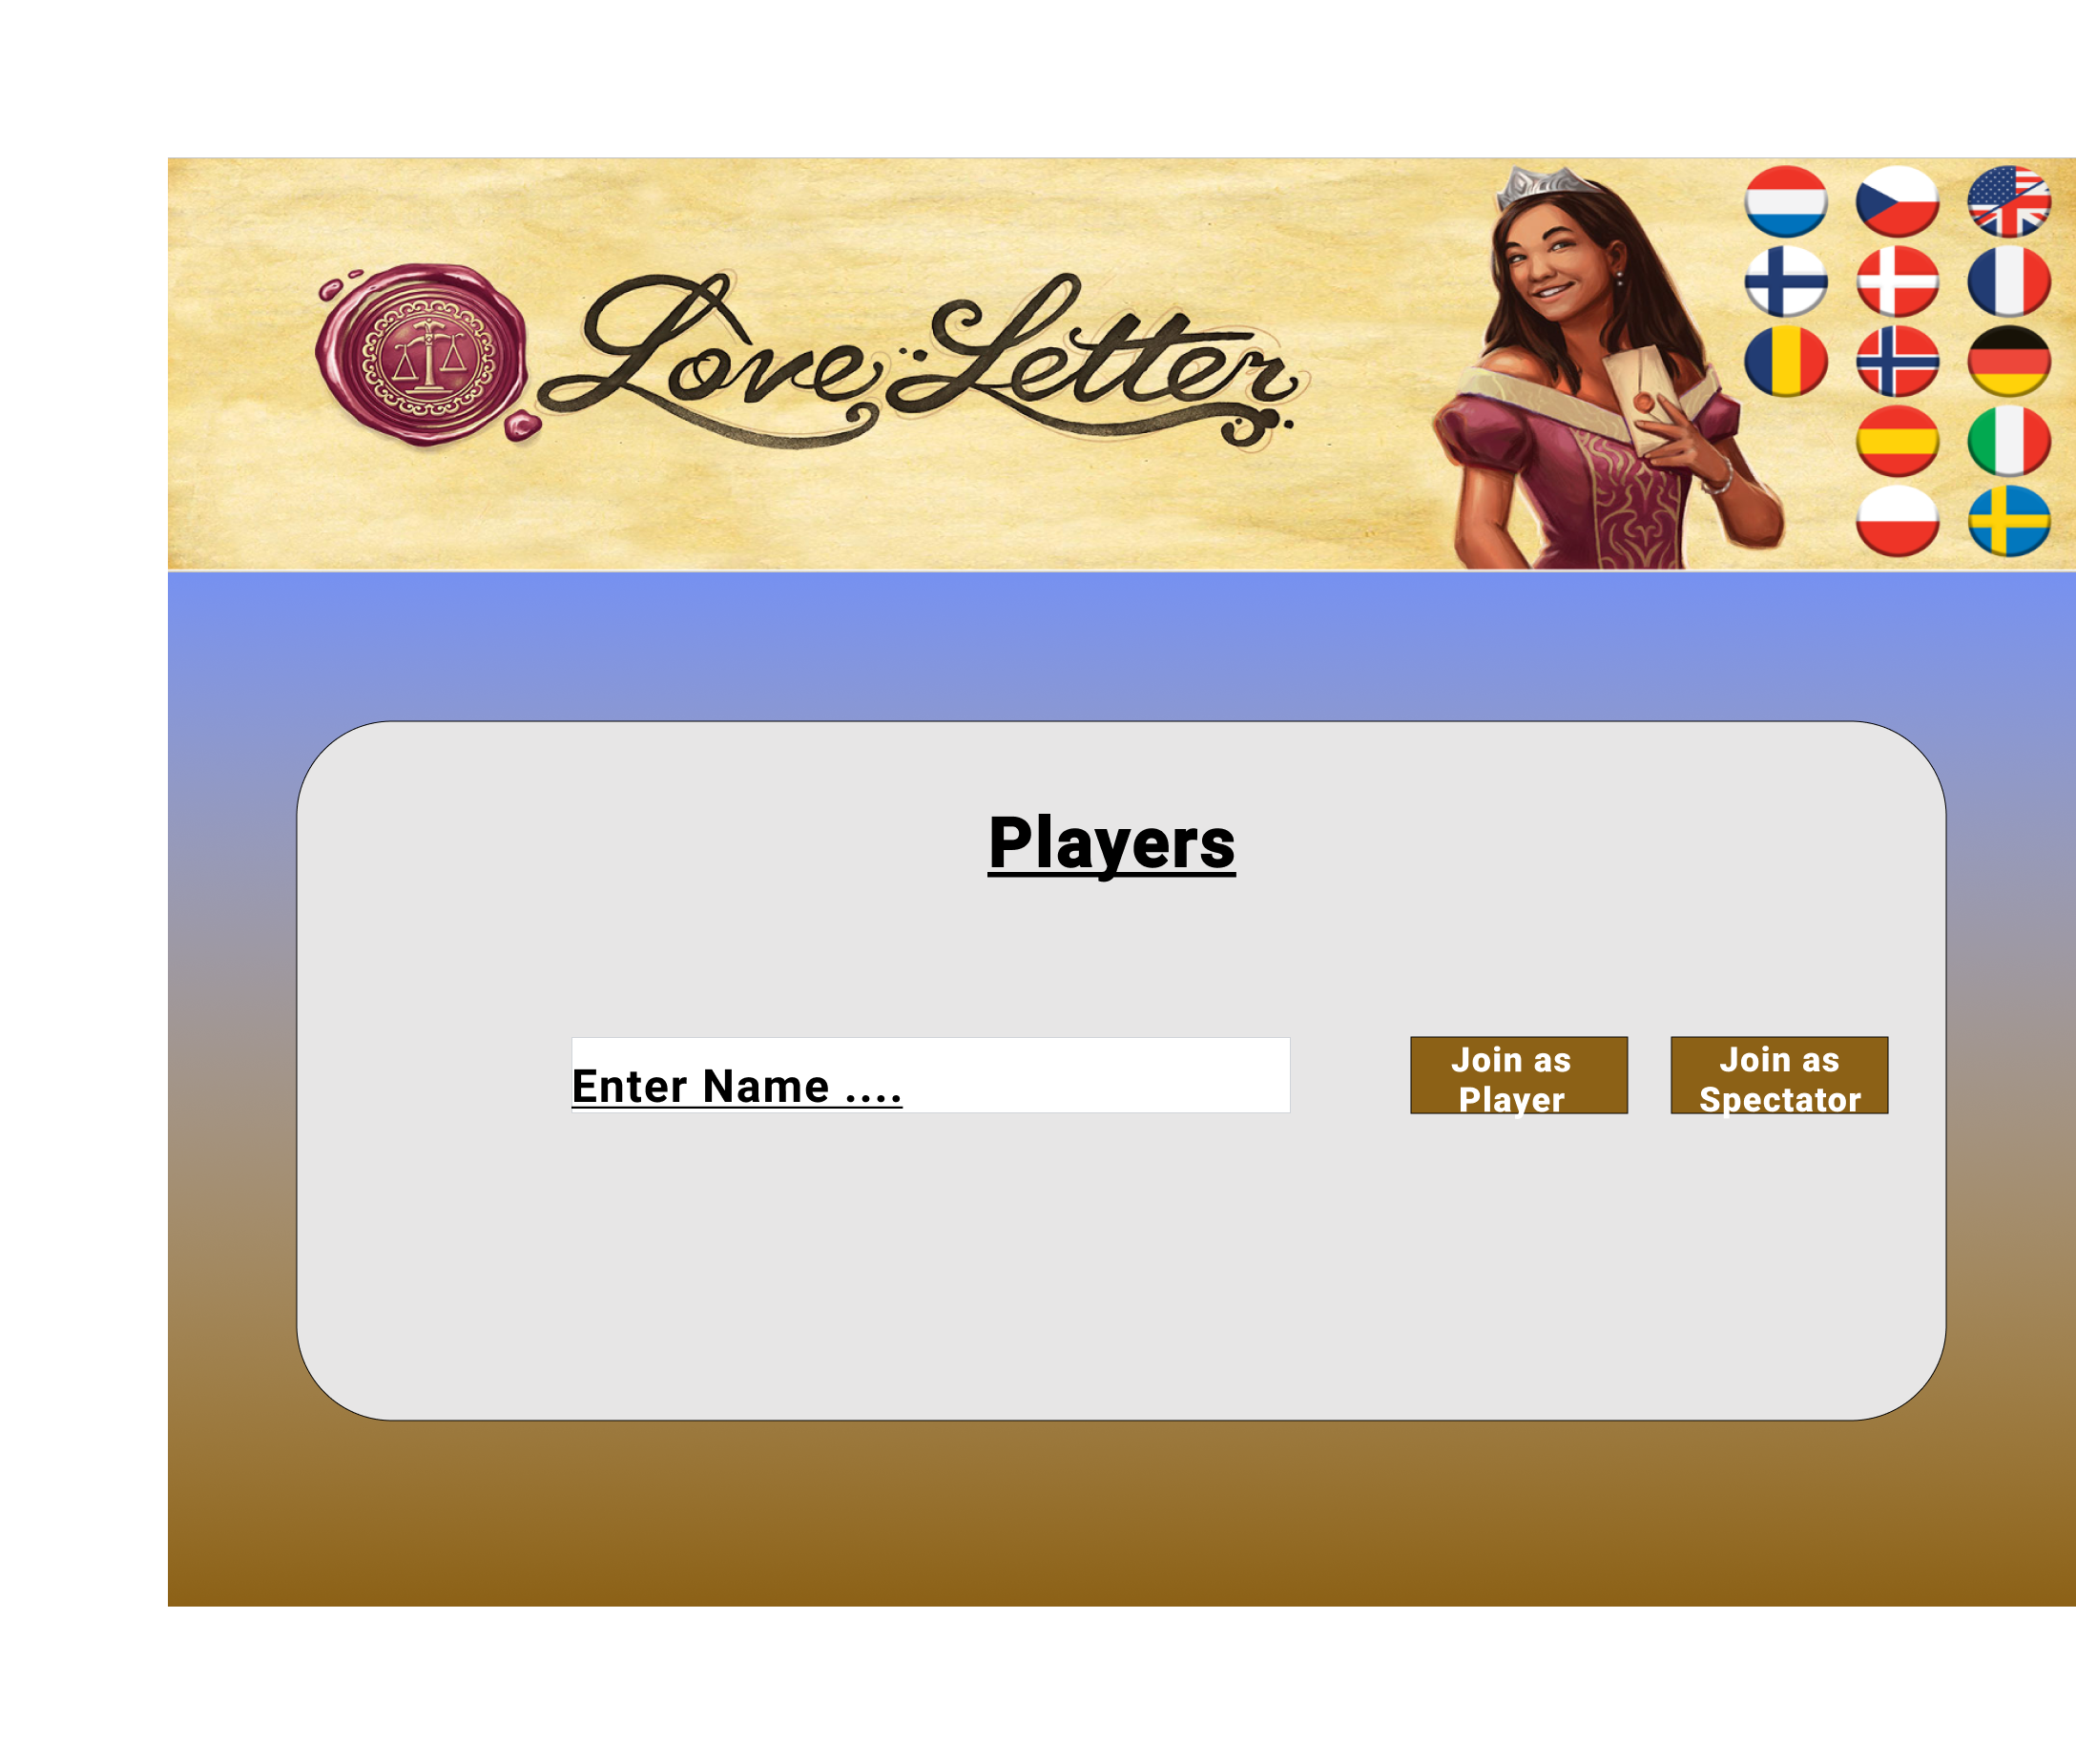 Love Letter
Players
Enter Name ....
Join as
Player
Join as
Spectator